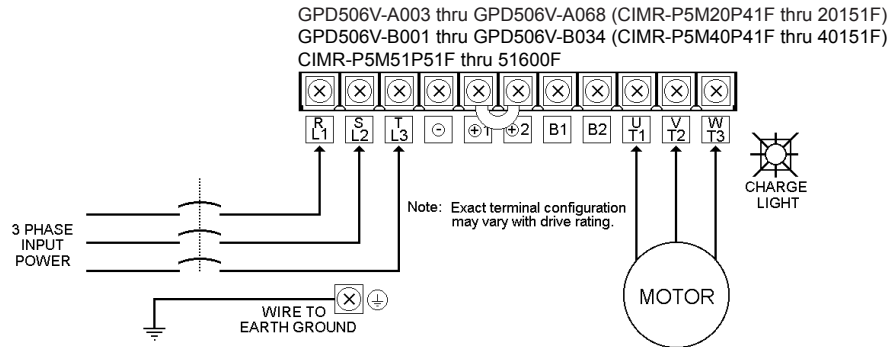 GPD506V-A003 thru GPD506V-A068 (CIMR-P5M20P41F thru 20151F)
GPD506V-B001 thru GPD506V-B034 (CIMR-P5M40P41F thru 40151F)
CIMR-P5M51P51F thru 51600F
R S T U V W
L1 L2 L3 ⊖ ⊕1 ⊕2 B1 B2 T1 T2 T3
CHARGE
LIGHT
Note: Exact terminal configuration
may vary with drive rating.
3 PHASE
INPUT
POWER
MOTOR
WIRE TO
EARTH GROUND